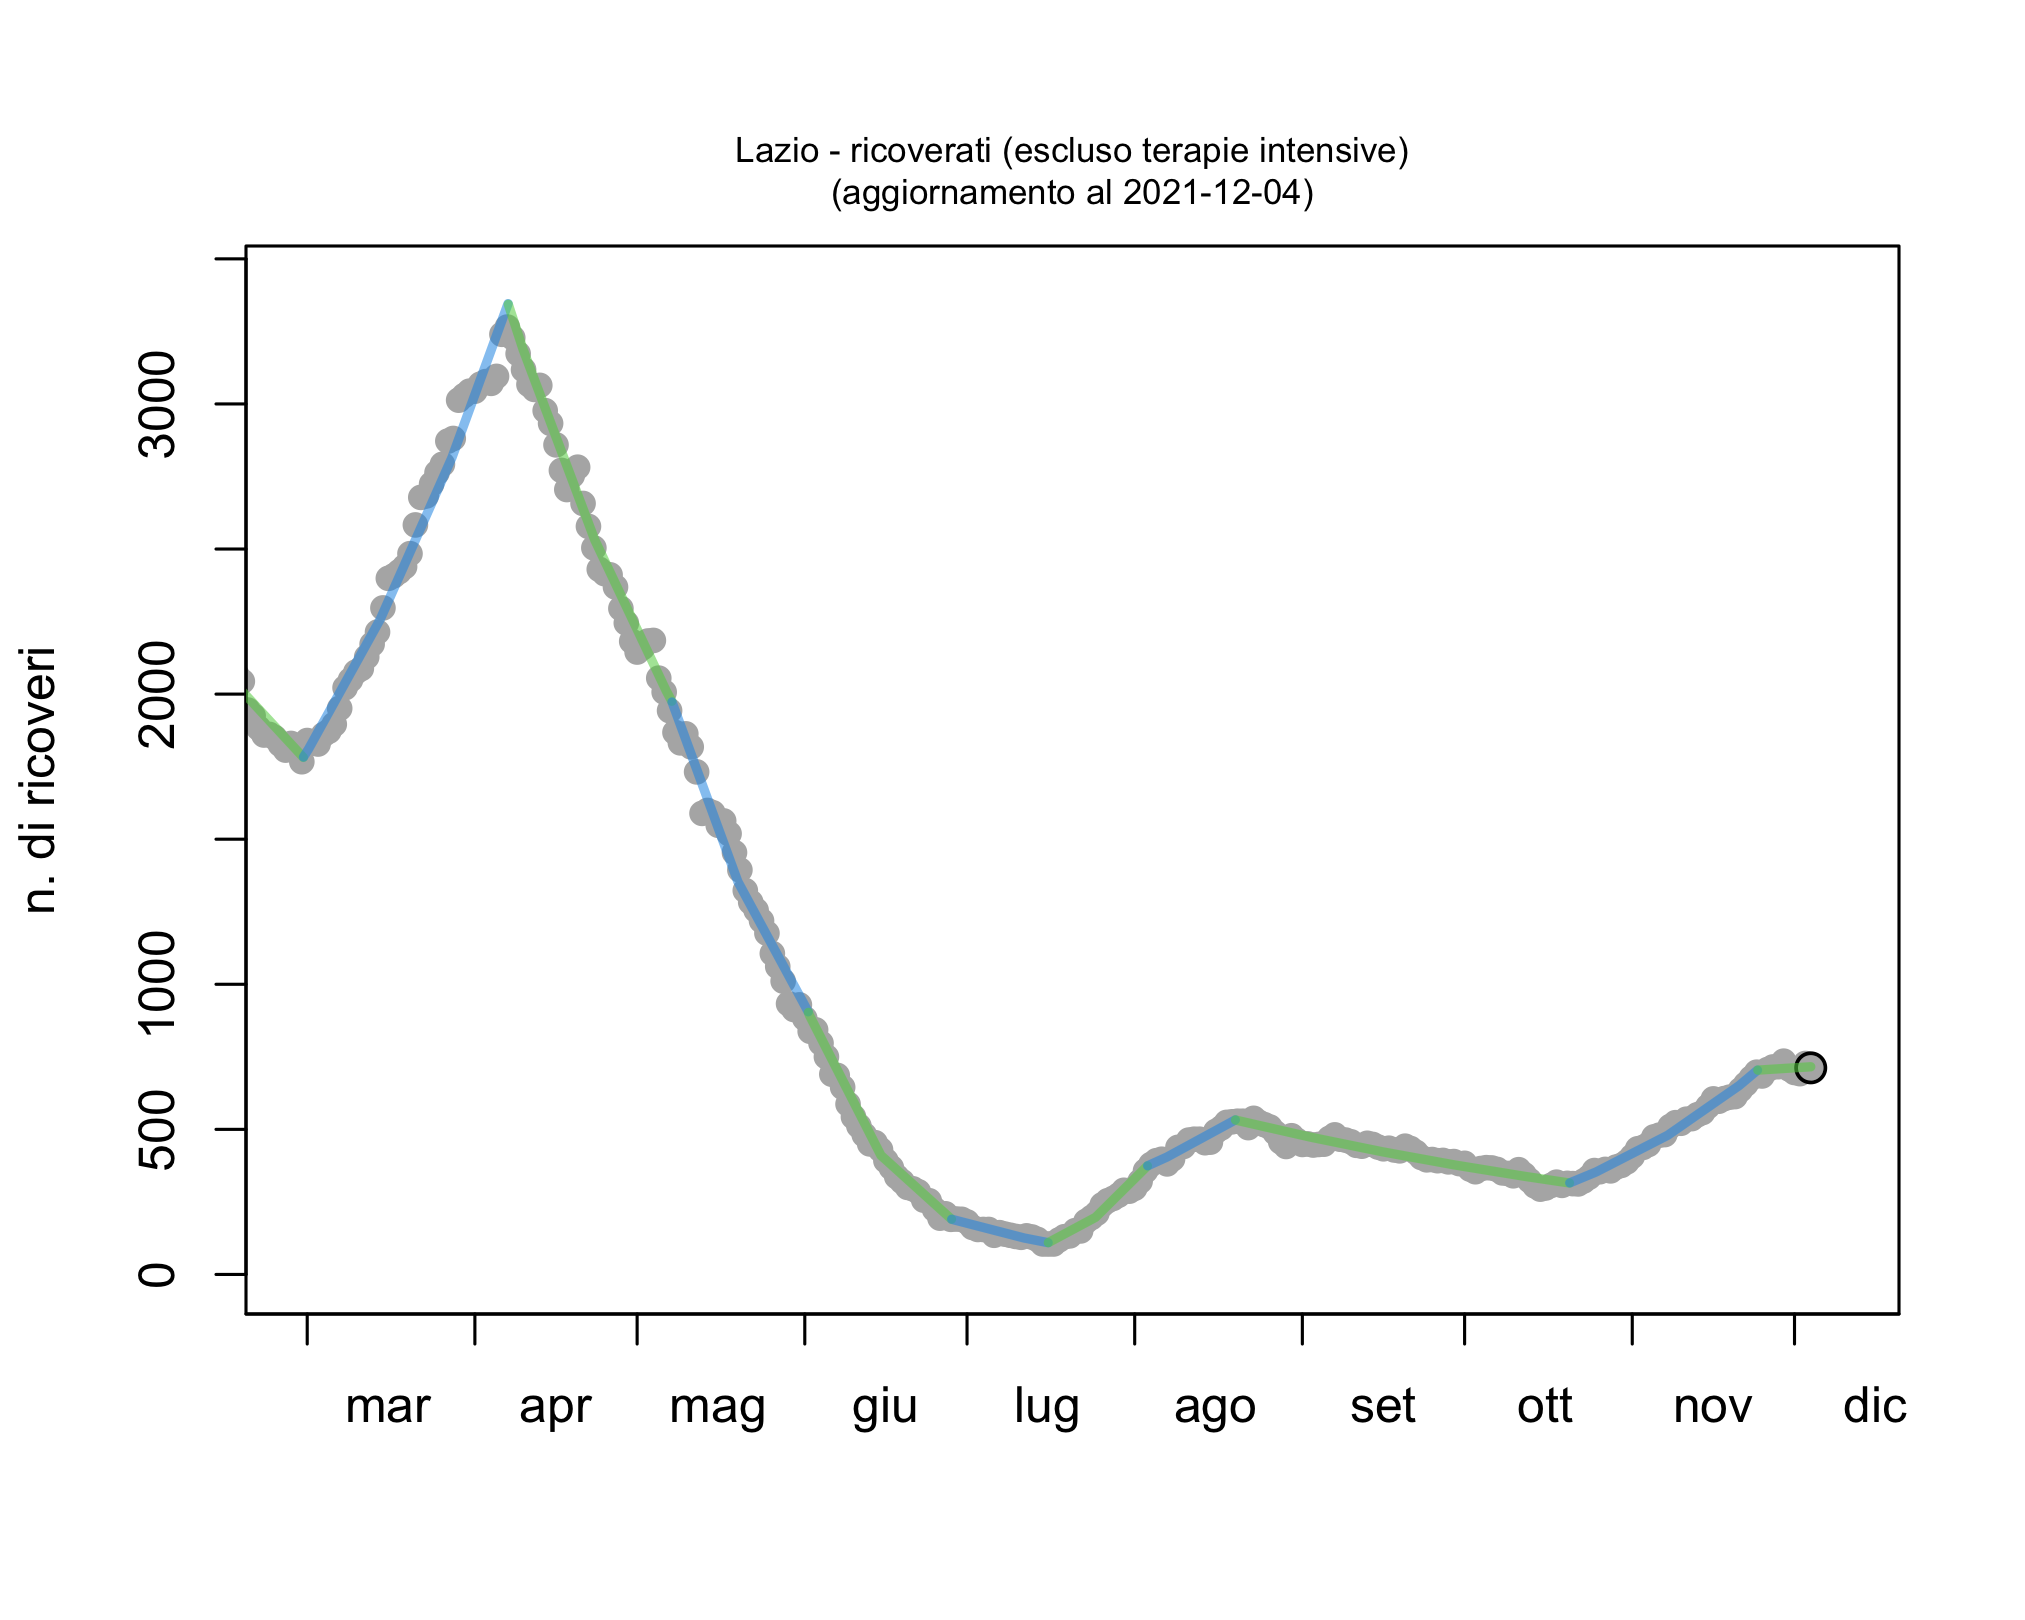 Lazio - ricoverati (escluso terapie intensive)
(aggiornamento al 2021-12-04)
n. di ricoveri
3000
2000
1000
500
0
mar apr mag giu lug ago set ott nov dic